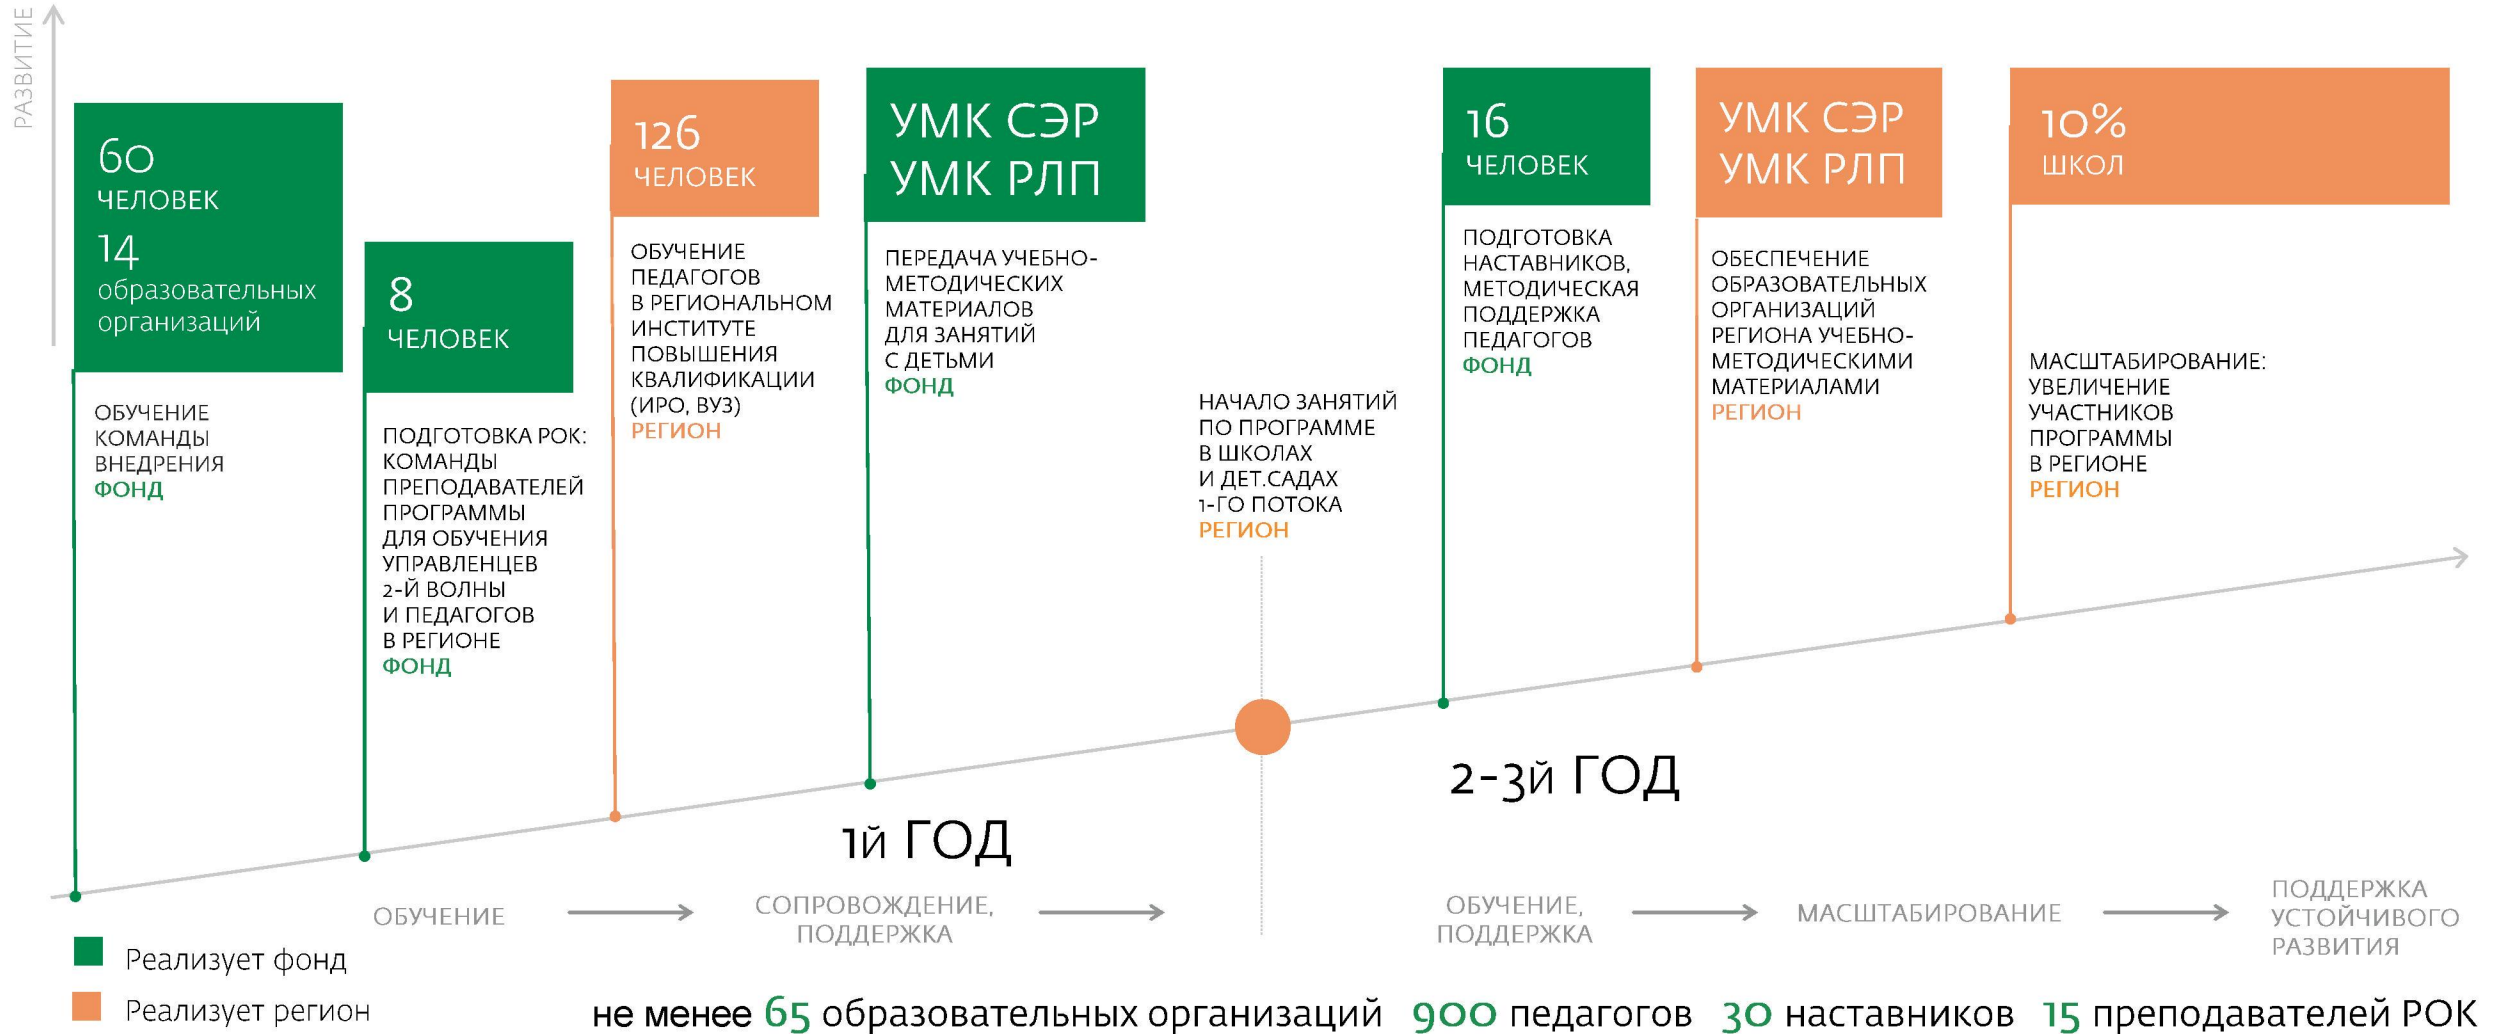 РАЗВИТИЕ
60
ЧЕЛОВЕК
14
образовательных
организаций
ОБУЧЕНИЕ
КОМАНДЫ
ВНЕДРЕНИЯ
ФОНД
8
ЧЕЛОВЕК
ПОДГОТОВКА РОК:
КОМАНДЫ
ПРЕПОДАВАТЕЛЕЙ
ПРОГРАММЫ
ДЛЯ ОБУЧЕНИЯ
УПРАВЛЕНЦЕВ
2-Й ВОЛНЫ
И ПЕДАГОГОВ
В РЕГИОНЕ
ФОНД
126
ЧЕЛОВЕК
ОБУЧЕНИЕ
ПЕДАГОГОВ
В РЕГИОНАЛЬНОМ
ИНСТИТУТЕ
ПОВЫШЕНИЯ
КВАЛИФИКАЦИИ
(ИРО, ВУЗ)
РЕГИОН
УМК СЭР
УМК РЛП
ПЕРЕДАЧА УЧЕБНО-
МЕТОДИЧЕСКИХ
МАТЕРИАЛОВ
ДЛЯ ЗАНЯТИЙ
С ДЕТЬМИ
ФОНД
НАЧАЛО ЗАНЯТИЙ
ПО ПРОГРАММЕ
В ШКОЛАХ
И ДЕТ.САДАХ
1-ГО ПОТОКА
РЕГИОН
16
ЧЕЛОВЕК
ПОДГОТОВКА
НАСТАВНИКОВ,
МЕТОДИЧЕСКАЯ
ПОДДЕРЖКА
ПЕДАГОГОВ
ФОНД
УМК СЭР
УМК РЛП
ОБЕСПЕЧЕНИЕ
ОБРАЗОВАТЕЛЬНЫХ
ОРГАНИЗАЦИЙ
РЕГИОНА УЧЕБНО-
МЕТОДИЧЕСКИМИ
МАТЕРИАЛАМИ
РЕГИОН
10%
ШКОЛ
МАСШТАБИРОВАНИЕ:
УВЕЛИЧЕНИЕ
УЧАСТНИКОВ
ПРОГРАММЫ
В РЕГИОНЕ
РЕГИОН
1й ГОД
2-3й ГОД
ОБУЧЕНИЕ
СОПРОВОЖДЕНИЕ,
ПОДДЕРЖКА
ОБУЧЕНИЕ,
ПОДДЕРЖКА
МАСШТАБИРОВАНИЕ
ПОДДЕРЖКА
УСТОЙЧИВОГО
РАЗВИТИЯ
Реализует фонд
Реализует регион
не менее 65 образовательных организаций 900 педагогов 30 наставников 15 преподавателей РОК